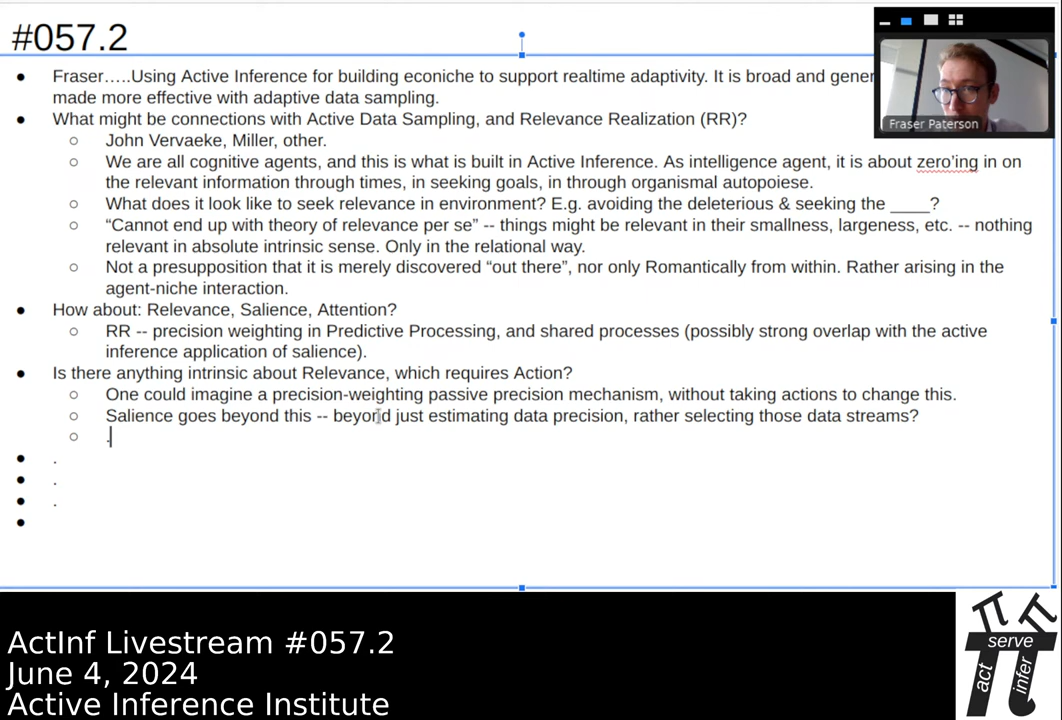 #057.2
Fraser…..Using Active Inference for building econiche to support realtime adaptivity. It is broad and gener
made more effective with adaptive data sampling.
What might be connections with Active Data Sampling, and Relevance Realization (RR)?
John Vervaeke, Miller, other.
We are all cognitive agents, and this is what is built in Active Inference. As intelligence agent, it is about zero'ing in on
the relevant information through times, in seeking goals, in through organismal autopoiese.
What does it look like to seek relevance in environment? E.g. avoiding the deleterious & seeking the ____?
“Cannot end up with theory of relevance per se” -- things might be relevant in their smallness, largeness, etc. -- nothing
relevant in absolute intrinsic sense. Only in the relational way.
Not a presupposition that it is merely discovered “out there”, nor only Romantically from within. Rather arising in the
agent-niche interaction.
How about: Relevance, Salience, Attention?
RR -- precision weighting in Predictive Processing, and shared processes (possibly strong overlap with the active
inference application of salience).
Is there anything intrinsic about Relevance, which requires Action?
One could imagine a precision-weighting passive precision mechanism, without taking actions to change this.
Salience goes beyond this -- beyond just estimating data precision, rather selecting those data streams?
.
.
.
.
Fraser Paterson
ActInf Livestream #057.2
June 4, 2024
Active Inference Institute
serve
act
infer